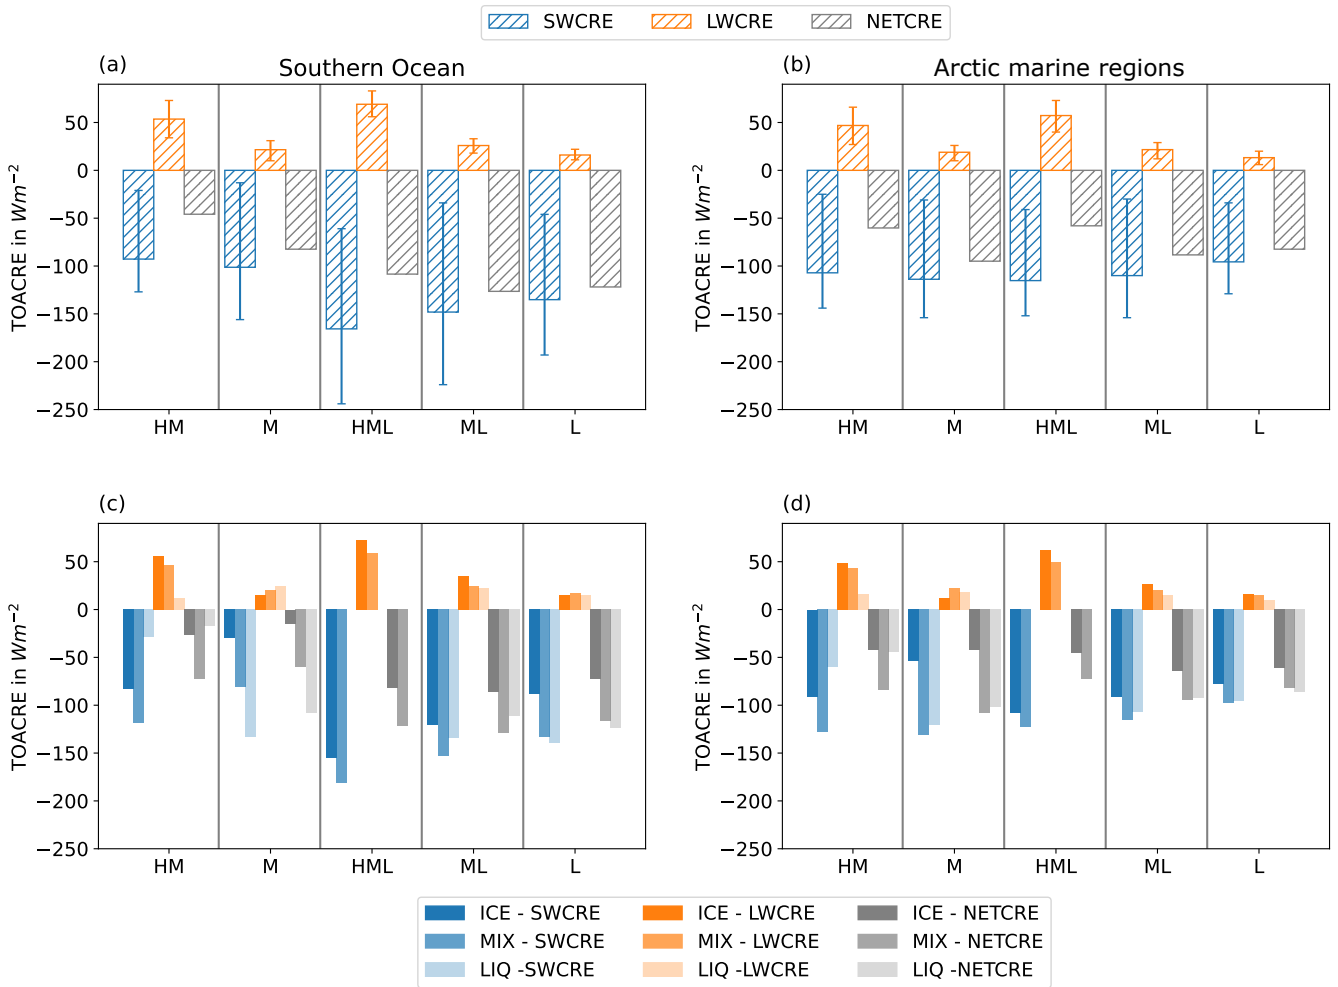 SWCRE LWCRE NETCRE
(a) Southern Ocean
(b) Arctic marine regions
TOACRE in Wm−2
50
0
−50
−100
−150
−200
−250
HM M HML ML L
TOACRE in Wm−2
50
0
−50
−100
−150
−200
−250
HM M HML ML L
(c)
(d)
TOACRE in Wm−2
50
0
−50
−100
−150
−200
−250
HM M HML ML L
TOACRE in Wm−2
50
0
−50
−100
−150
−200
−250
HM M HML ML L
ICE - SWCRE ICE - LWCRE ICE - NETCRE
MIX - SWCRE MIX - LWCRE MIX - NETCRE
LIQ -SWCRE LIQ -LWCRE LIQ -NETCRE